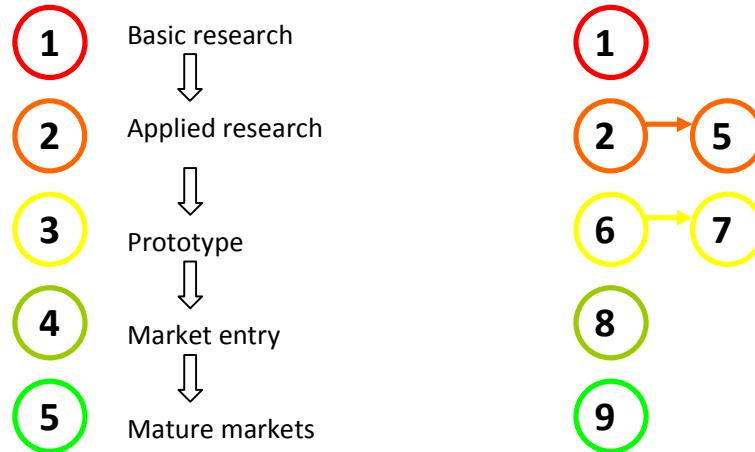 1 Basic research 1
2 Applied research 2 5
3 Prototype 6 7
4 Market entry 8
5 Mature markets 9